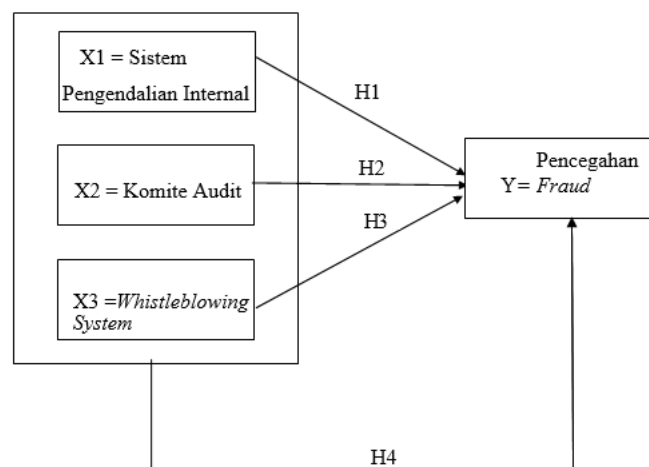 X1 = Sistem
Pengendalian Internal
H1
X2 = Komite Audit
H2
Pencegahan
Y= Fraud
H3
X3 =Whistleblowing
System
H4